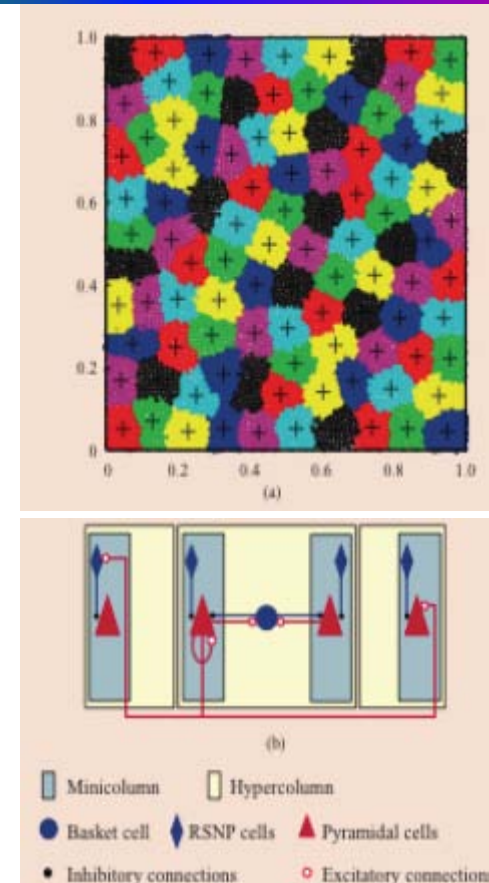 1.0
0.8
0.6
0.4
0.2
0
0 0.2 0.4 0.6 0.8 1.0
(a)
(b)
Minicolumn Hypercolumn
Basket cell RSNP cells Pyramidal cells
Inhibitory connections Excitatory connections